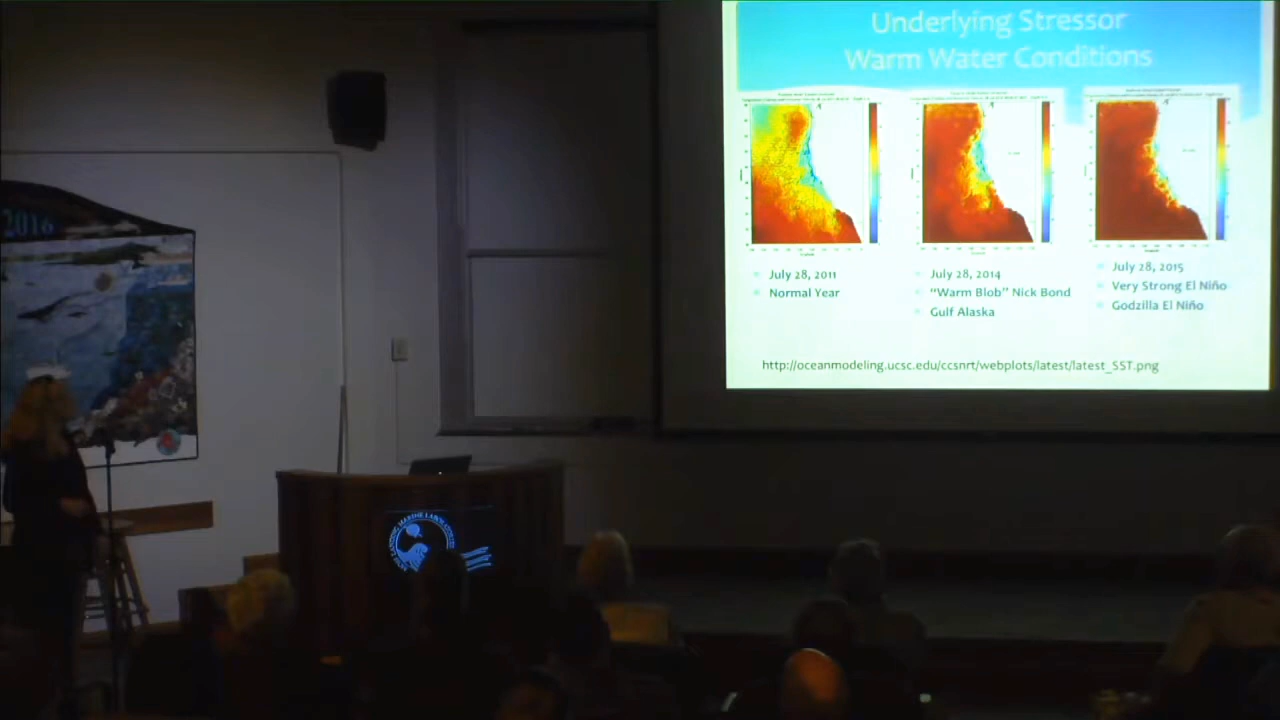 Underlying Stressor
Warm Water Conditions
July 28, 2011
Normal Year
July 28, 2014
“Warm Blob” Nick Bond
Gulf Alaska
July 28, 2015
Very Strong El Niño
Godzilla El Niño
http://oceanmodeling.ucsc.edu/ccsnrt/webplots/latest/latest_SST.png
2016